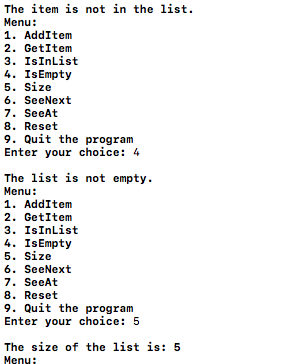 The item is not in the list.
Menu:
1. AddItem
2. GetItem
3. IsInList
4. IsEmpty
5. Size
6. SeeNext
7. SeeAt
8. Reset
9. Quit the program
Enter your choice: 4
The list is not empty.
Menu:
1. AddItem
2. GetItem
3. IsInList
4. IsEmpty
5. Size
6. SeeNext
7. SeeAt
8. Reset
9. Quit the program
Enter your choice: 5
The size of the list is: 5
Menu: